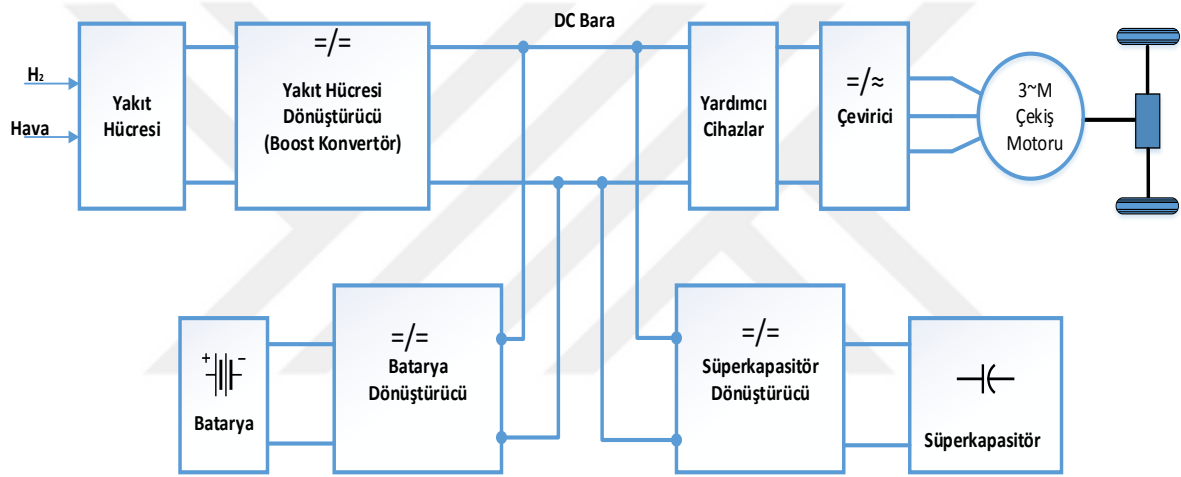 DC Bara
H₂
Hava
Yakıt
Hücresi
=/=
Yakıt Hücresi
Dönüştürücü
(Boost Konvertör)
Yardımcı
Cihazlar
=/≈
Çevirici
3~M
Çekiş
Motoru
+ -
Batarya
=/=
Batarya
Dönüştürücü
=/=
Süperkapasitör
Dönüştürücü
Süperkapasitör